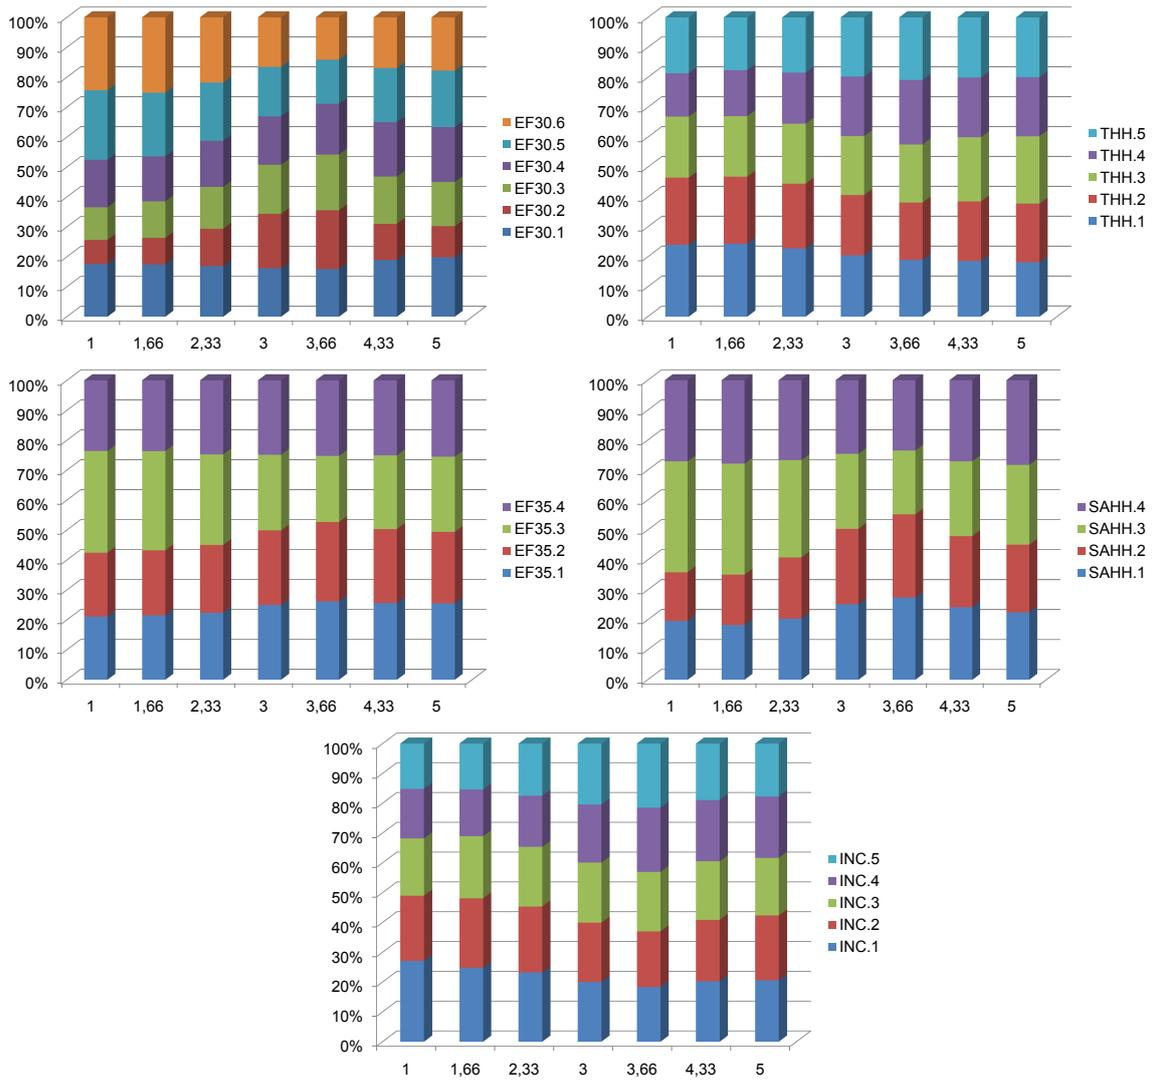 100%
90%
80%
70%
60%
50%
40%
30%
20%
10%
0%
1 1,66 2,33 3 3,66 4,33 5
EF30.6
EF30.5
EF30.4
EF30.3
EF30.2
EF30.1
100%
90%
80%
70%
60%
50%
40%
30%
20%
10%
0%
1 1,66 2,33 3 3,66 4,33 5
THH.5
THH.4
THH.3
THH.2
THH.1
100%
90%
80%
70%
60%
50%
40%
30%
20%
10%
0%
1 1,66 2,33 3 3,66 4,33 5
EF35.4
EF35.3
EF35.2
EF35.1
100%
90%
80%
70%
60%
50%
40%
30%
20%
10%
0%
1 1,66 2,33 3 3,66 4,33 5
SAHH.4
SAHH.3
SAHH.2
SAHH.1
100%
90%
80%
70%
60%
50%
40%
30%
20%
10%
0%
1 1,66 2,33 3 3,66 4,33 5
INC.5
INC.4
INC.3
INC.2
INC.1